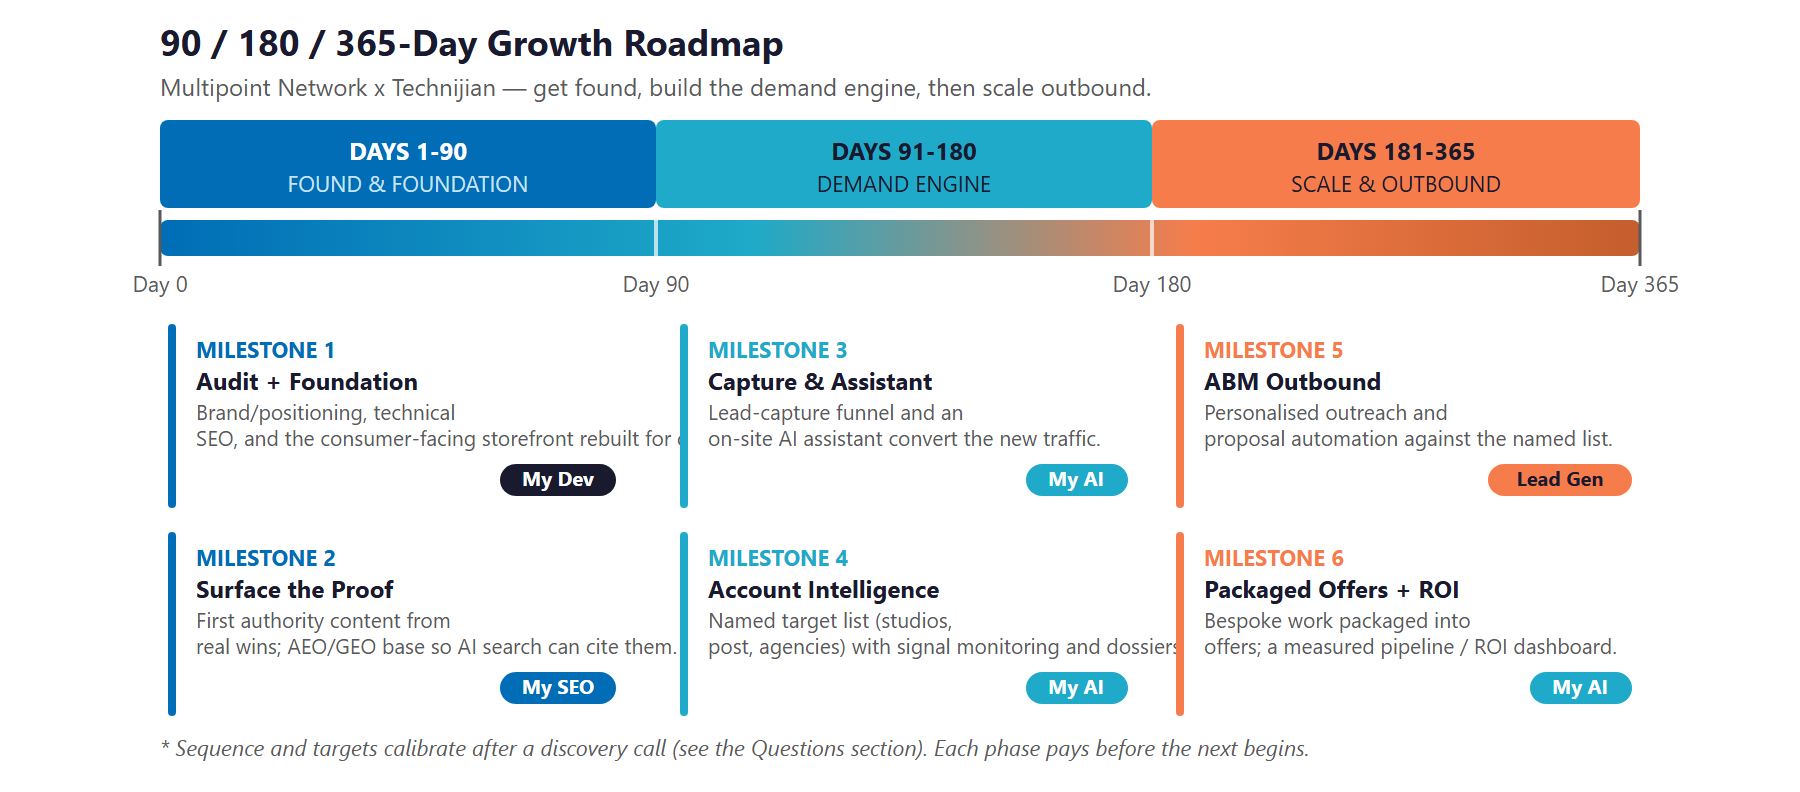 90 / 180 / 365-Day Growth Roadmap
Multipoint Network x Technijian — get found, build the demand engine, then scale outbound.
DAYS 1-90
FOUND & FOUNDATION
DAYS 91-180
DEMAND ENGINE
DAYS 181-365
SCALE & OUTBOUND
Day 0
Day 90
Day 180
Day 365
MILESTONE 1
Audit + Foundation
Brand/positioning, technical
SEO, and the consumer-facing storefront rebuilt for
My Dev
MILESTONE 3
Capture & Assistant
Lead-capture funnel and an
on-site AI assistant convert the new traffic.
My AI
MILESTONE 5
ABM Outbound
Personalised outreach and
proposal automation against the named list.
Lead Gen
MILESTONE 2
Surface the Proof
First authority content from
real wins; AEO/GEO base so AI search can cite them.
My SEO
MILESTONE 4
Account Intelligence
Named target list (studios,
post, agencies) with signal monitoring and dossiers
My AI
MILESTONE 6
Packaged Offers + ROI
Bespoke work packaged into
offers; a measured pipeline / ROI dashboard.
My AI
* Sequence and targets calibrate after a discovery call (see the Questions section). Each phase pays before the next begins.